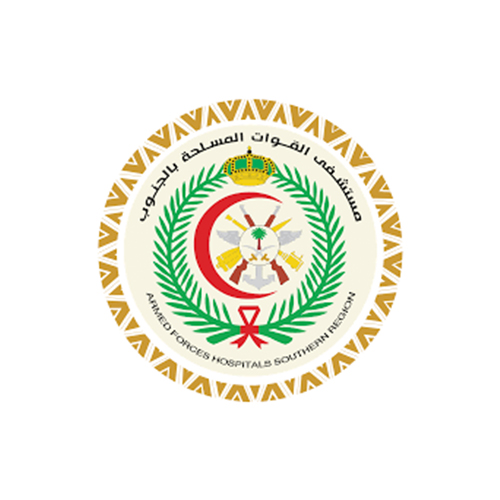 مستشفى القوات المسلحة بالجنوب
ARMED FORCES HOSPITALS SOUTHERN REGION